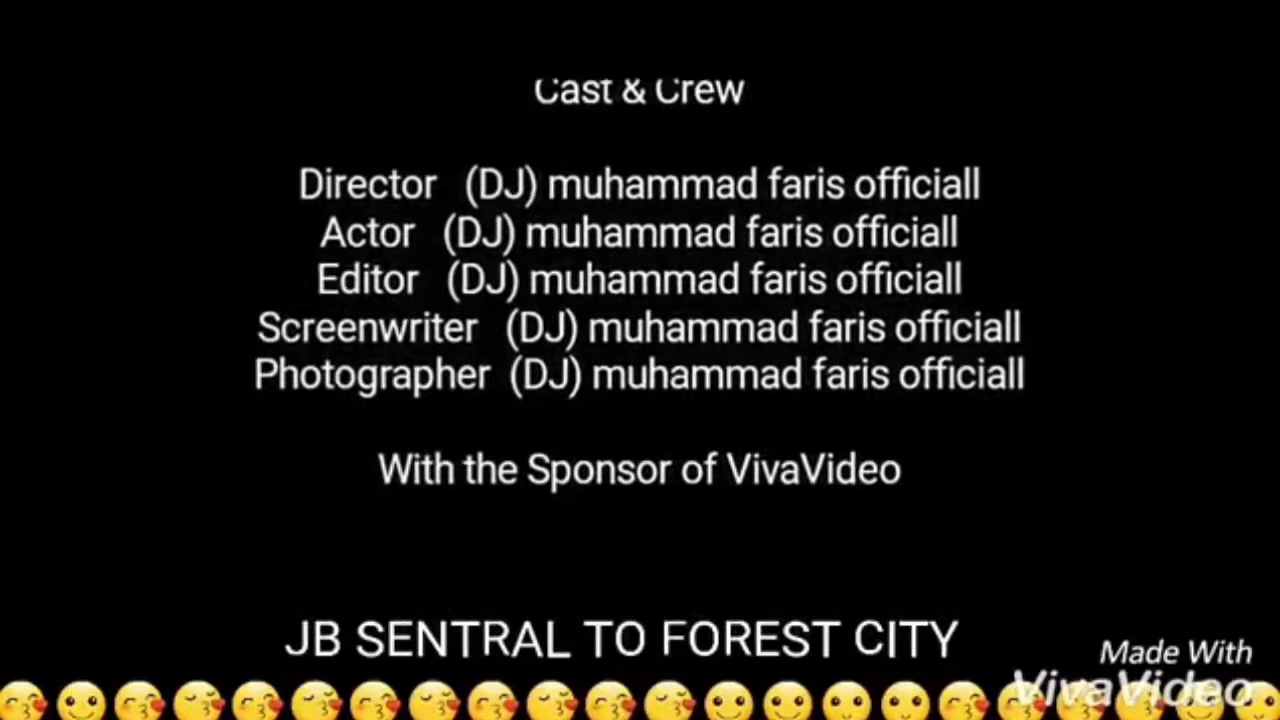 Cast & Crew
Director (DJ) muhammad faris officiall
Actor (DJ) muhammad faris officiall
Editor (DJ) muhammad faris officiall
Screenwriter (DJ) muhammad faris officiall
Photographer (DJ) muhammad faris officiall
With the Sponsor of VivaVideo
JB SENTRAL TO FOREST CITY
Made With
VivaVideo